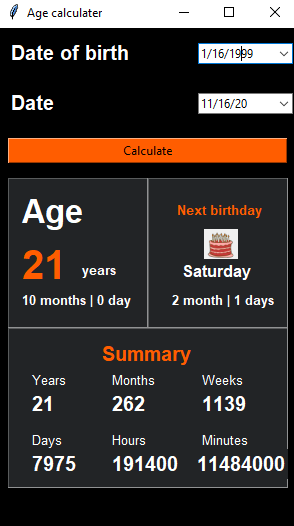 Age calculater
Date of birth 1/16/1999
Date 11/16/20
Calculate
Age
21 years
10 months | 0 day
Next birthday
Saturday
2 month | 1 days
Summary
Years Months Weeks
21 262 1139
Days Hours Minutes
7975 191400 11484000